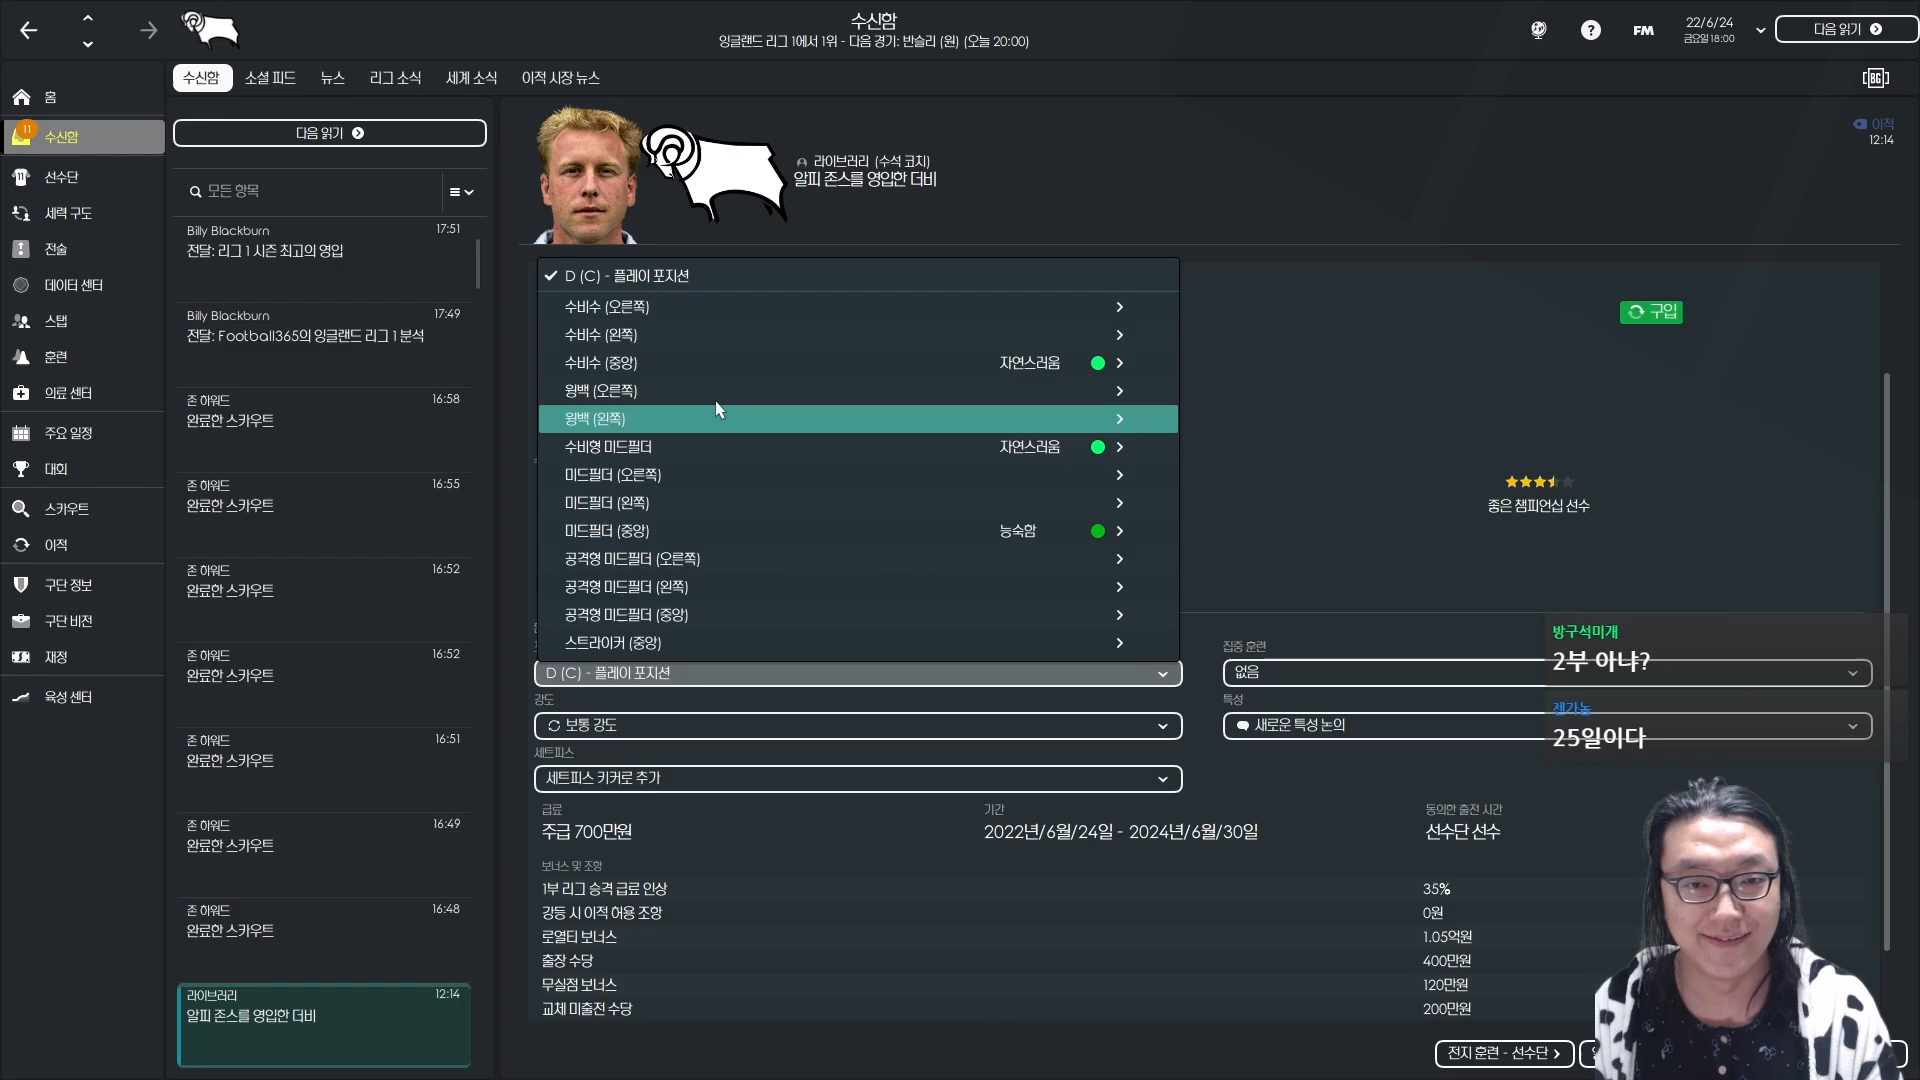 수신함
잉글랜드 리그 1에서 1위 - 다음 경기: 반슬리 (원) (오늘 20:00)
FM
22/6/24
금요일 18:00
다음 읽기
수신함
소셜 피드
뉴스
리그 소식
세계 소식
이적 시장 뉴스
BG
홈
11
수신함
선수단
세력 구도
전술
데이터 센터
스탭
훈련
의료 센터
주요 일정
대회
스카우트
이적
구단 정보
구단 비전
재정
육성 센터
다음 읽기
모든 항목
Billy Blackburn 17:51
전달: 리그 1 시즌 최고의 영입
Billy Blackburn 17:49
전달: Football365의 잉글랜드 리그 1 분석
존 하워드 16:58
완료한 스카우트
존 하워드 16:55
완료한 스카우트
존 하워드 16:52
완료한 스카우트
존 하워드 16:52
완료한 스카우트
존 하워드 16:51
완료한 스카우트
존 하워드 16:49
완료한 스카우트
존 하워드 16:48
완료한 스카우트
라이브러리 12:14
알피 존스를 영입한 더비
라이브러리 (수석 코치)
알피 존스를 영입한 더비
이적
12:14
구입
좋은 챔피언십 선수
D (C) - 플레이 포지션
수비수 (오른쪽)
수비수 (왼쪽)
수비수 (중앙) 자연스러움
윙백 (오른쪽)
윙백 (왼쪽)
수비형 미드필더 자연스러움
미드필더 (오른쪽)
미드필더 (왼쪽)
미드필더 (중앙) 능숙함
공격형 미드필더 (오른쪽)
공격형 미드필더 (왼쪽)
공격형 미드필더 (중앙)
스트라이커 (중앙)
D (C) - 플레이 포지션
집중 훈련
없음
강도
보통 강도
특성
새로운 특성 논의
세트피스
세트피스 키커로 추가
방구석미개
2부 아냐?
젠가놈
25일이다
급료
주급 700만원
기간
2022년/6월/24일 - 2024년/6월/30일
동의한 출전 시간
선수단 선수
보너스 및 조항
1부 리그 승격 급료 인상 35%
강등 시 이적 허용 조항 0원
로열티 보너스 1.05억원
출장 수당 400만원
무실점 보너스 120만원
교체 미출전 수당 200만원
전지 훈련 - 선수단